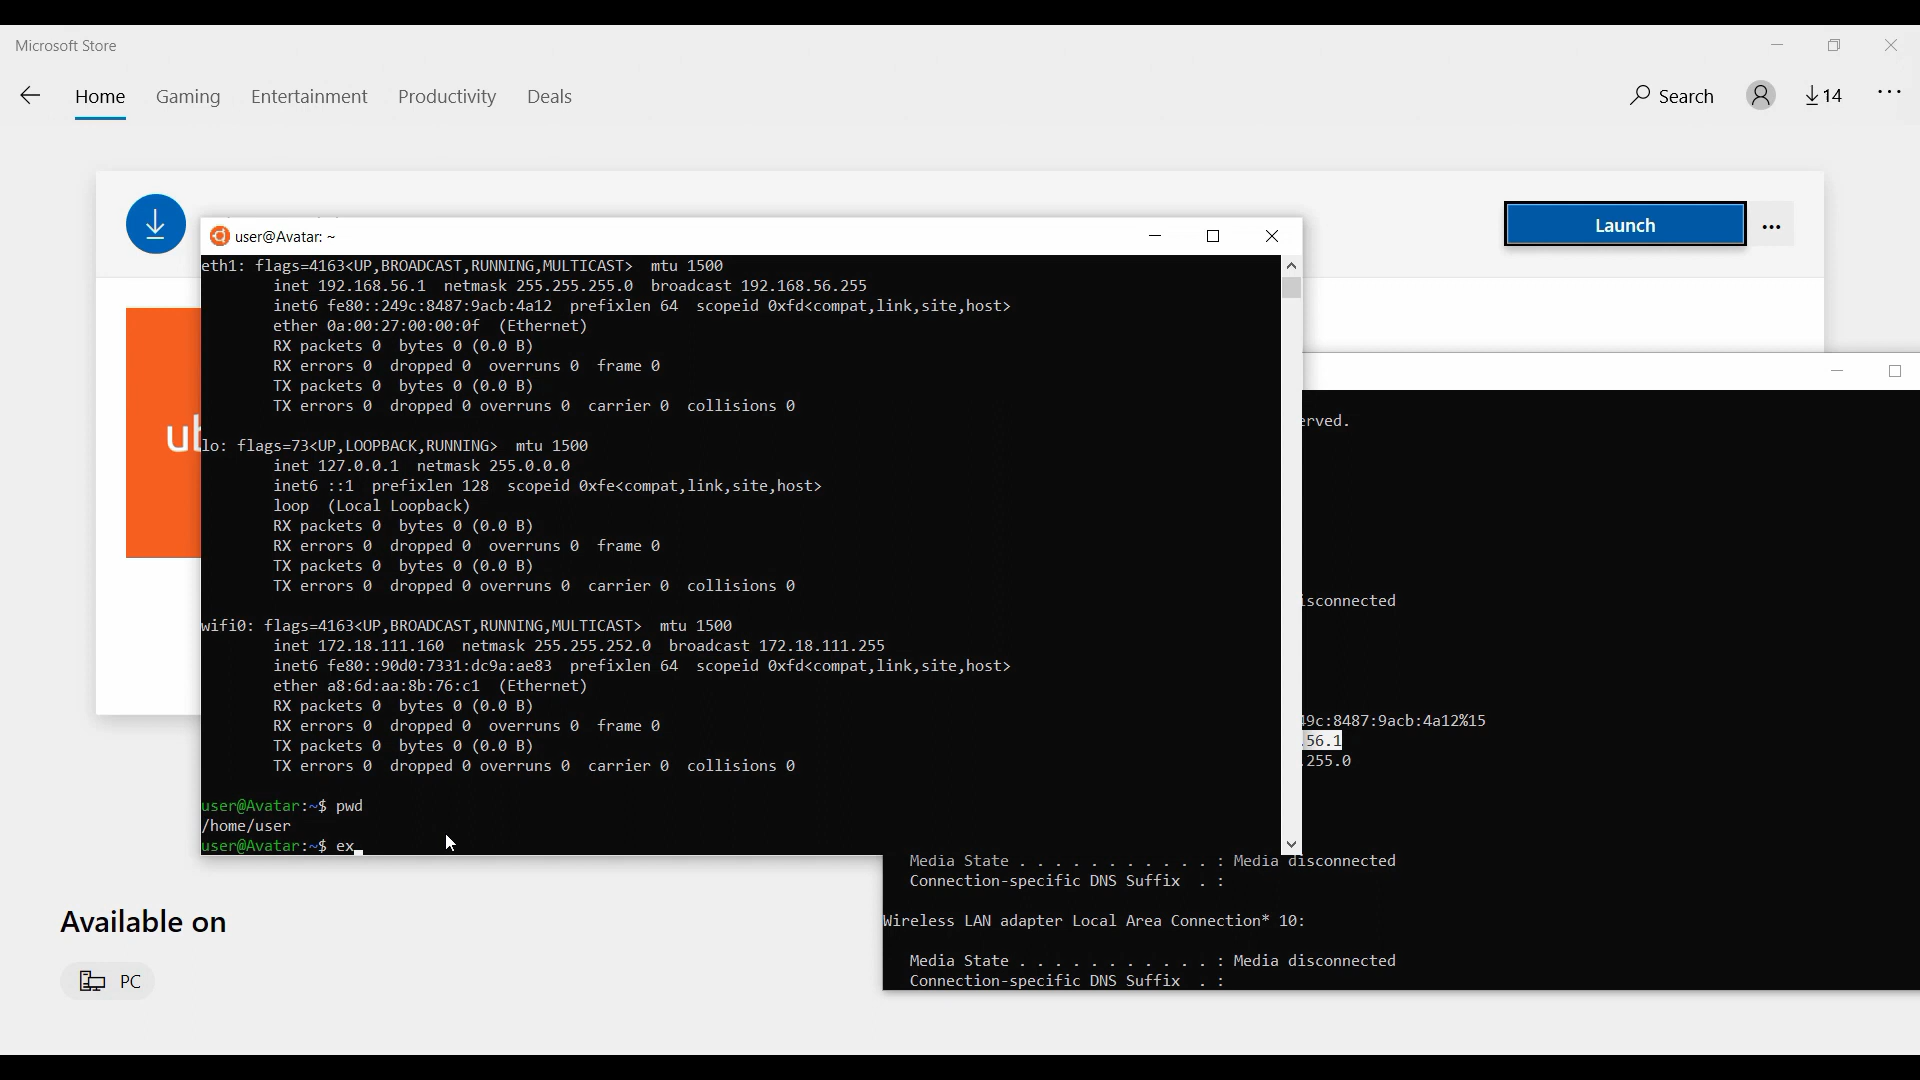 Microsoft Store
Home Gaming Entertainment Productivity Deals
Search 14
Launch
user@Avatar: ~
eth1: flags=4163<UP,BROADCAST,RUNNING,MULTICAST>  mtu 1500
inet 192.168.56.1  netmask 255.255.255.0  broadcast 192.168.56.255
inet6 fe80::249c:8487:9acb:4a12  prefixlen 64  scopeid 0xfd<compat,link,site,host>
ether 0a:00:27:00:00:0f  (Ethernet)
RX packets 0  bytes 0 (0.0 B)
RX errors 0  dropped 0  overruns 0  frame 0
TX packets 0  bytes 0 (0.0 B)
TX errors 0  dropped 0 overruns 0  carrier 0  collisions 0
lo: flags=73<UP,LOOPBACK,RUNNING>  mtu 1500
inet 127.0.0.1  netmask 255.0.0.0
inet6 ::1  prefixlen 128  scopeid 0xfe<compat,link,site,host>
loop  (Local Loopback)
RX packets 0  bytes 0 (0.0 B)
RX errors 0  dropped 0  overruns 0  frame 0
TX packets 0  bytes 0 (0.0 B)
TX errors 0  dropped 0 overruns 0  carrier 0  collisions 0
wifi0: flags=4163<UP,BROADCAST,RUNNING,MULTICAST>  mtu 1500
inet 172.18.111.160  netmask 255.255.252.0  broadcast 172.18.111.255
inet6 fe80::90d0:7331:dc9a:ae83  prefixlen 64  scopeid 0xfd<compat,link,site,host>
ether a8:6d:aa:8b:76:c1  (Ethernet)
RX packets 0  bytes 0 (0.0 B)
RX errors 0  dropped 0  overruns 0  frame 0
TX packets 0  bytes 0 (0.0 B)
TX errors 0  dropped 0 overruns 0  carrier 0  collisions 0
user@Avatar:~$ pwd
/home/user
user@Avatar:~$ ex
ub
erved.
isconnected
49c:8487:9acb:4a12%15
.56.1
.255.0
Media State . . . . . . . . . . . : Media disconnected
Connection-specific DNS Suffix  . :
Wireless LAN adapter Local Area Connection* 10:
Media State . . . . . . . . . . . : Media disconnected
Connection-specific DNS Suffix  . :
Available on
PC